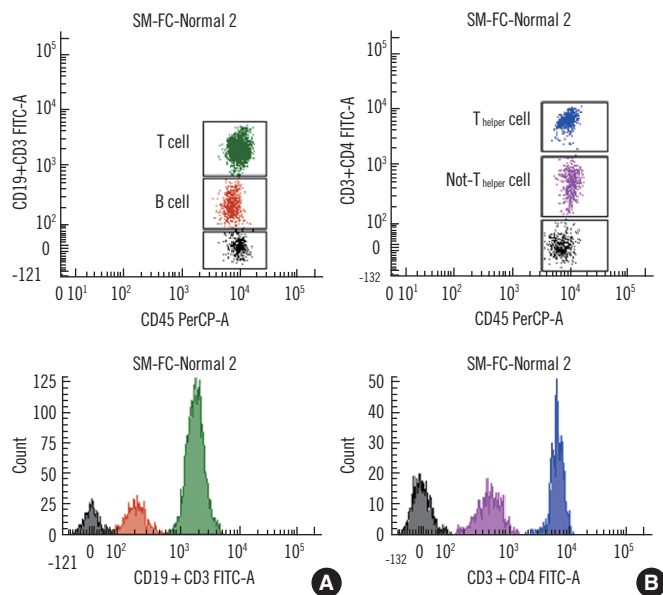 SM-FC-Normal 2
CD19+CD3 FITC-A
10^5
10^4
10^3
10^2
0
-121
T cell
B cell
0 10^1 10^2 10^3 10^4 10^5
CD45 PerCP-A
SM-FC-Normal 2
CD3+CD4 FITC-A
10^5
10^4
10^3
10^2
0
-132
T helper cell
Not-T helper cell
0 10^1 10^2 10^3 10^4 10^5
CD45 PerCP-A
SM-FC-Normal 2
Count
125
100
75
50
25
0
-121 0 10^2 10^3 10^4 10^5
CD19 + CD3 FITC-A
A
SM-FC-Normal 2
Count
50
40
30
20
10
0
-132 0 10^2 10^3 10^4 10^5
CD3 + CD4 FITC-A
B